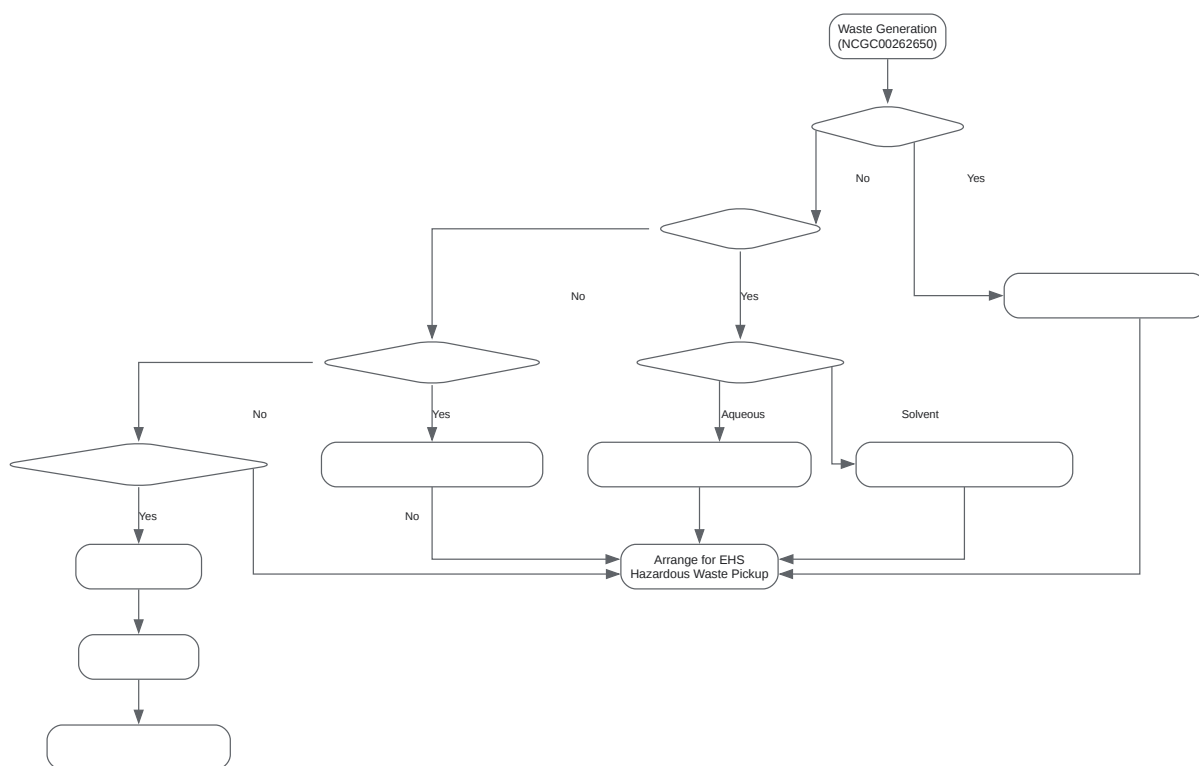 Waste Generation
(NCGC00262650)
No
Yes
No
Yes
No
Yes
Aqueous
Solvent
Yes
No
Arrange for EHS
Hazardous Waste Pickup